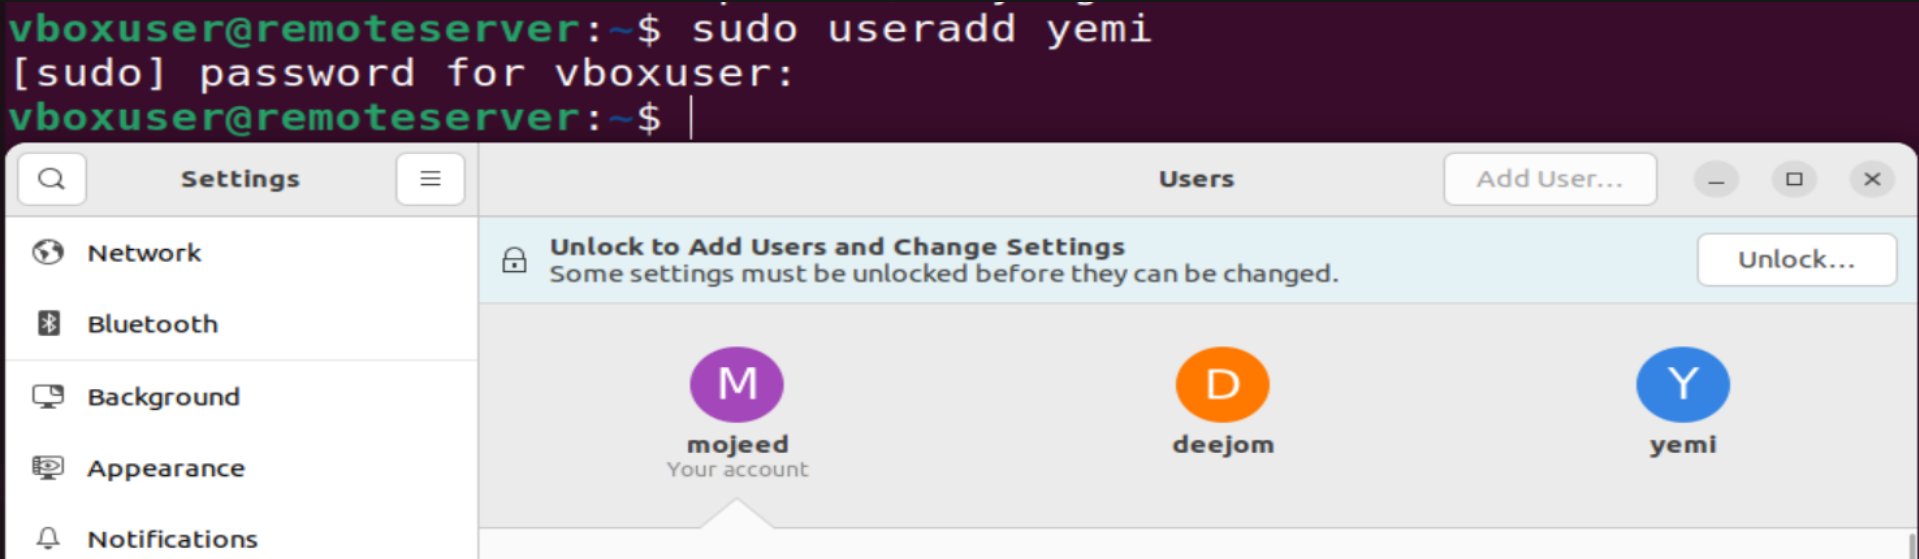 vboxuser@remoteserver:~$ sudo useradd yemi
[sudo] password for vboxuser:
vboxuser@remoteserver:~$
Settings
Users
Add User...
Network
Bluetooth
Background
Appearance
Notifications
Unlock to Add Users and Change Settings
Some settings must be unlocked before they can be changed.
Unlock...
M
mojeed
Your account
D
deejom
Y
yemi